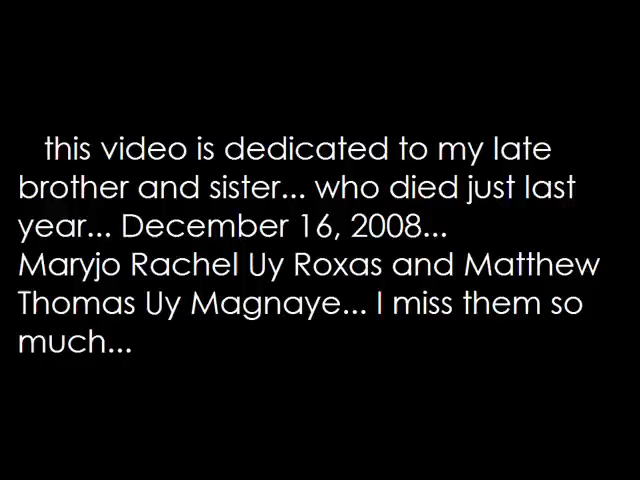 this video is dedicated to my late
brother and sister... who died just last
year... December 16, 2008...
Maryjo Rachel Uy Roxas and Matthew
Thomas Uy Magnaye... I miss them so
much...